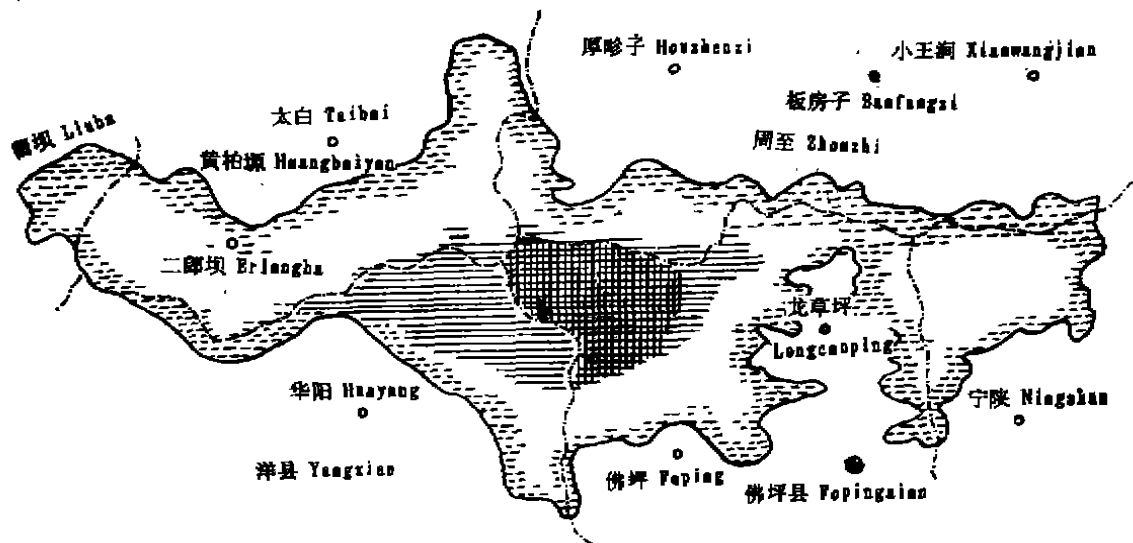 厚畛子 Houzhenzi
小王涧 Xiaowangjian
太白 Taibai
板房子 Banfangzi
留坝 Liuba
黄柏塬 Huangbaiyan
周至 Zhouzhi
二郎坝 Erlangba
龙草坪
Longcaoping
华阳 Huayang
宁陕 Ningshan
洋县 Yangxian
佛坪 Foping
佛坪县 Fopingxian